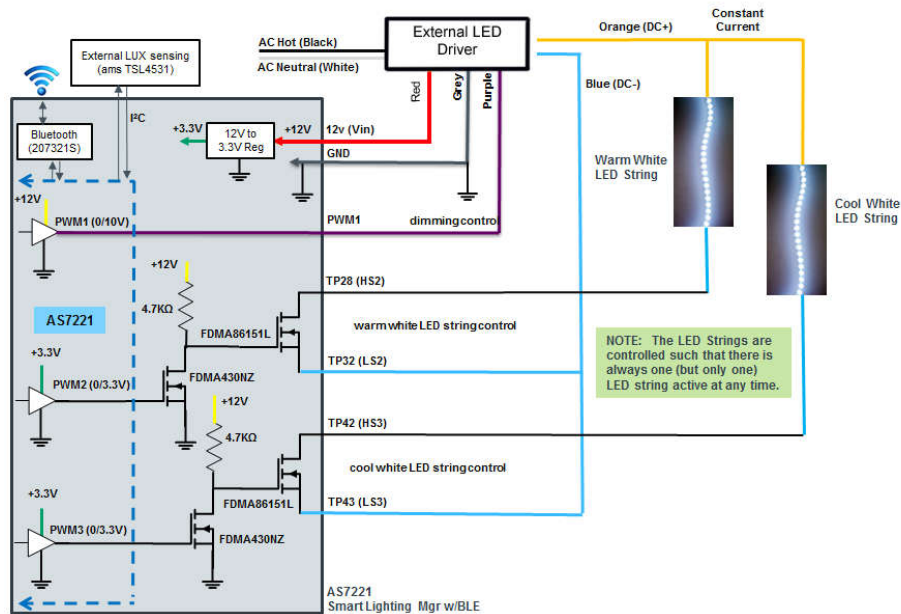 External LUX sensing
(ams TSL4531)
External LED
Driver
AC Hot (Black)
AC Neutral (White)
Orange (DC+)
Constant
Current
Blue (DC-)
Red
Grey
Purple
I²C
Bluetooth
(207321S)
+3.3V
12V to
3.3V Reg
+12V
12v (Vin)
GND
Warm White
LED String
Cool White
LED String
+12V
PWM1 (0/10V)
PWM1
dimming control
+12V
4.7KΩ
TP28 (HS2)
FDMA86151L
warm white LED string control
AS7221
NOTE: The LED Strings are
controlled such that there is
always one (but only one)
LED string active at any time.
+3.3V
TP32 (LS2)
FDMA430NZ
PWM2 (0/3.3V)
+12V
4.7KΩ
TP42 (HS3)
cool white LED string control
+3.3V
FDMA86151L
TP43 (LS3)
PWM3 (0/3.3V)
FDMA430NZ
AS7221
Smart Lighting Mgr w/BLE